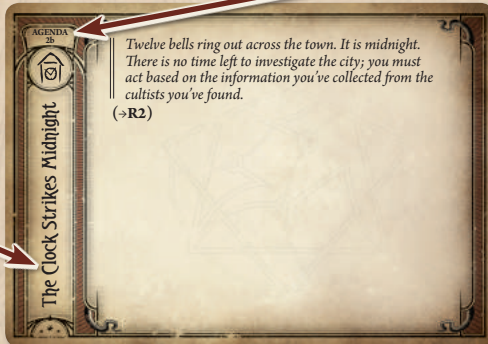 AGENDA
2b
The Clock Strikes Midnight
Twelve bells ring out across the town. It is midnight.
There is no time left to investigate the city; you must
act based on the information you've collected from the
cultists you've found.
(→R2)